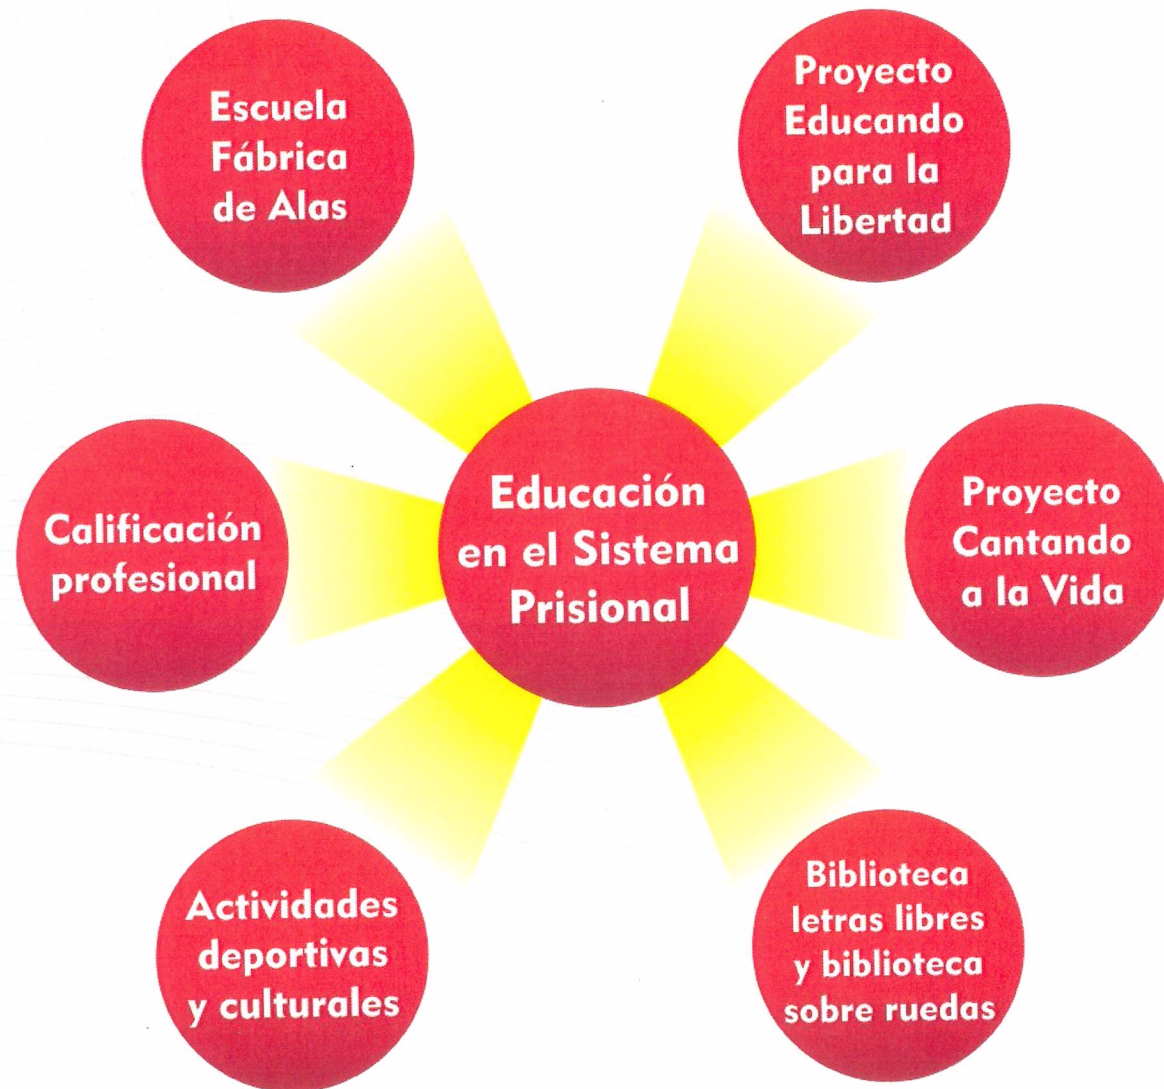 Escuela
Fábrica
de Alas
Proyecto
Educando
para la
Libertad
Calificación
profesional
Educación
en el Sistema
Prisional
Proyecto
Cantando
a la Vida
Actividades
deportivas
y culturales
Biblioteca
letras libres
y biblioteca
sobre ruedas